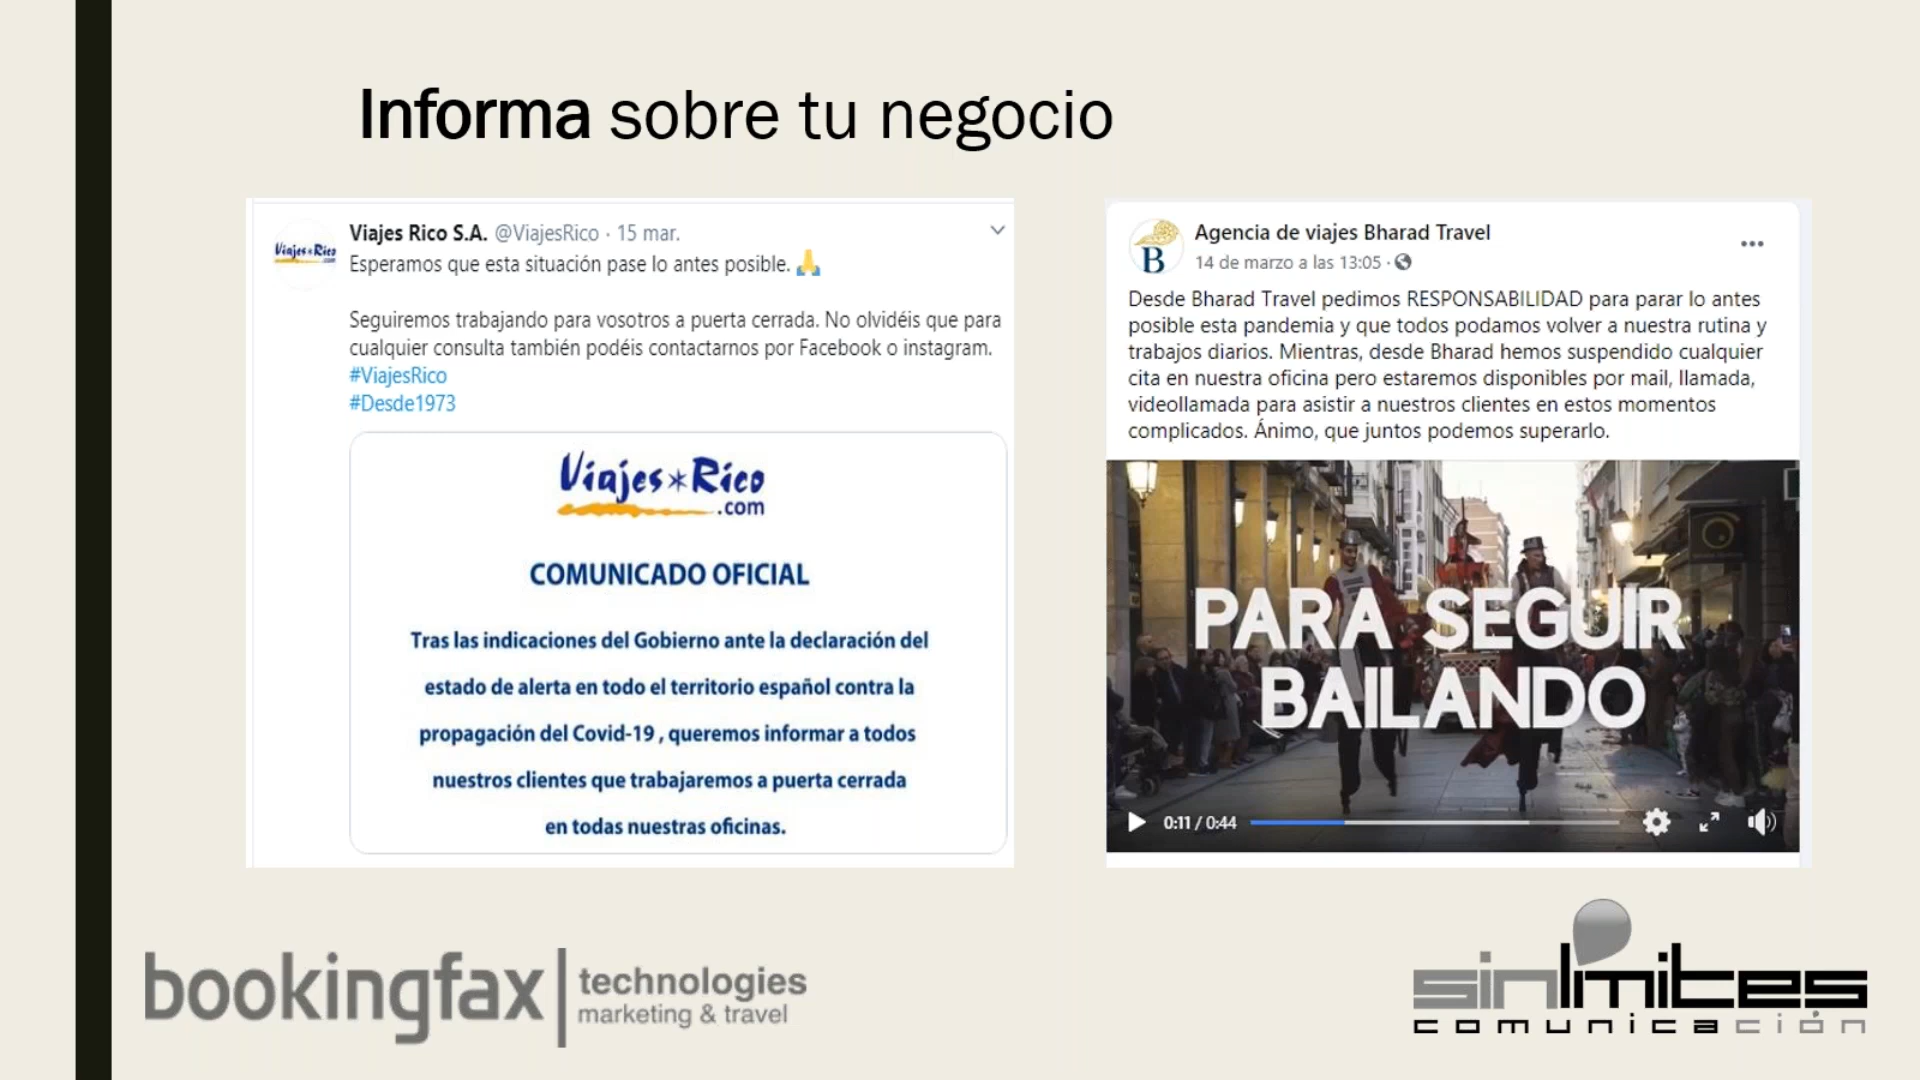 Informa sobre tu negocio
Viajes Rico S.A. @ViajesRico · 15 mar.
Esperamos que esta situación pase lo antes posible. 🙏
Seguiremos trabajando para vosotros a puerta cerrada. No olvidéis que para
cualquier consulta también podéis contactarnos por Facebook o instagram.
#ViajesRico
#Desde1973
Viajes Rico
.com
Viajes Rico
.com
COMUNICADO OFICIAL
Tras las indicaciones del Gobierno ante la declaración del
estado de alerta en todo el territorio español contra la
propagación del Covid-19 , queremos informar a todos
nuestros clientes que trabajaremos a puerta cerrada
en todas nuestras oficinas.
Agencia de viajes Bharad Travel
14 de marzo a las 13:05 ·
B
Desde Bharad Travel pedimos RESPONSABILIDAD para parar lo antes
posible esta pandemia y que todos podamos volver a nuestra rutina y
trabajos diarios. Mientras, desde Bharad hemos suspendido cualquier
cita en nuestra oficina pero estaremos disponibles por mail, llamada,
videollamada para asistir a nuestros clientes en estos momentos
complicados. Ánimo, que juntos podemos superarlo.
PARA SEGUIR
BAILANDO
0:11 / 0:44
bookingfax
technologies
marketing & travel
sinlimites
comunicación